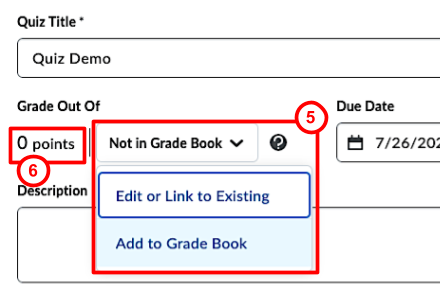 Quiz Title *
Quiz Demo
Grade Out Of
Due Date
5
0 points
Not in Grade Book
7/26/202
6
Description
Edit or Link to Existing
Add to Grade Book